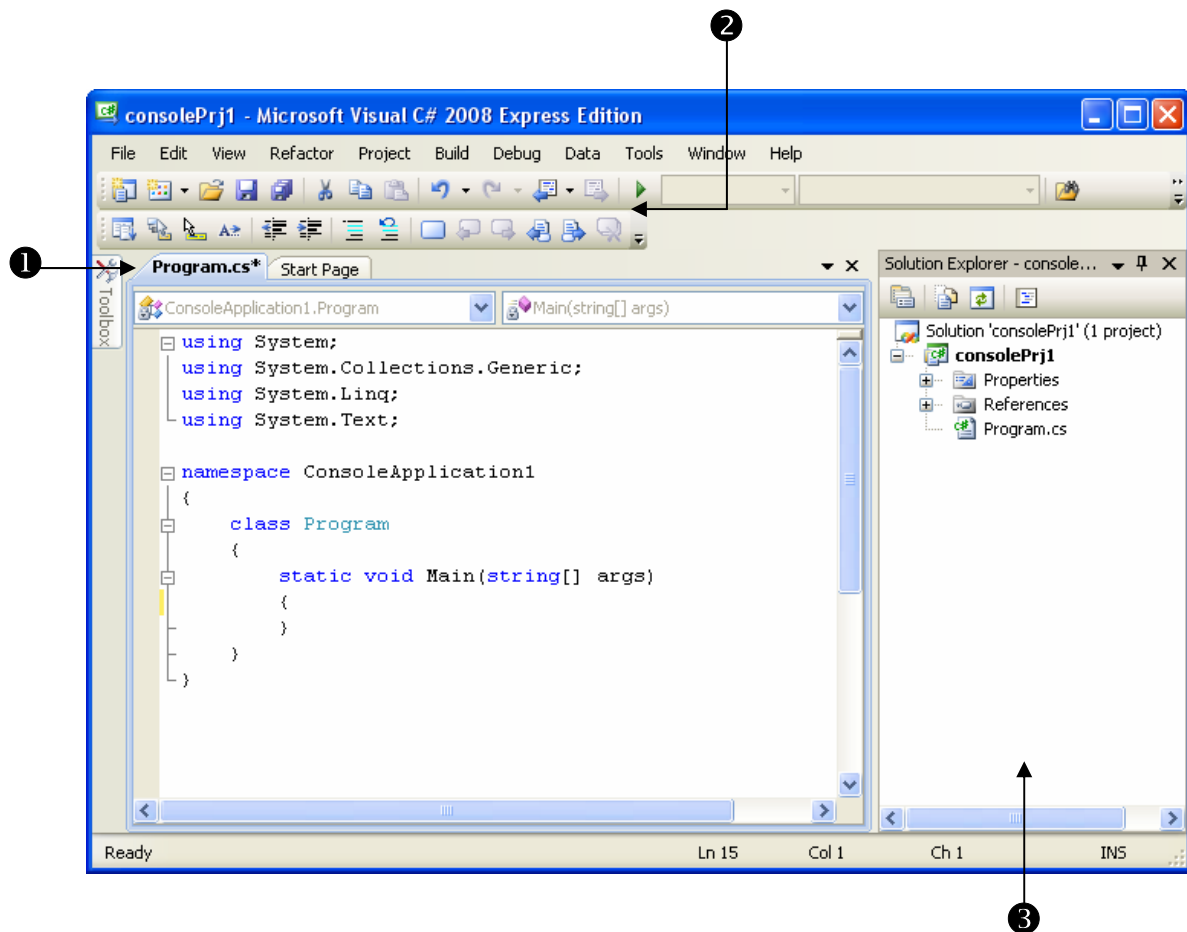 ❷
consolePrj1 - Microsoft Visual C# 2008 Express Edition
File Edit View Refactor Project Build Debug Data Tools Window Help
❶
Program.cs* Start Page
Toolbox
ConsoleApplication1.Program Main(string[] args)
using System;
using System.Collections.Generic;
using System.Linq;
using System.Text;
namespace ConsoleApplication1
{
class Program
{
static void Main(string[] args)
{
}
}
}
Solution Explorer - console...
Solution 'consolePrj1' (1 project)
consolePrj1
Properties
References
Program.cs
Ready Ln 15 Col 1 Ch 1 INS
❸